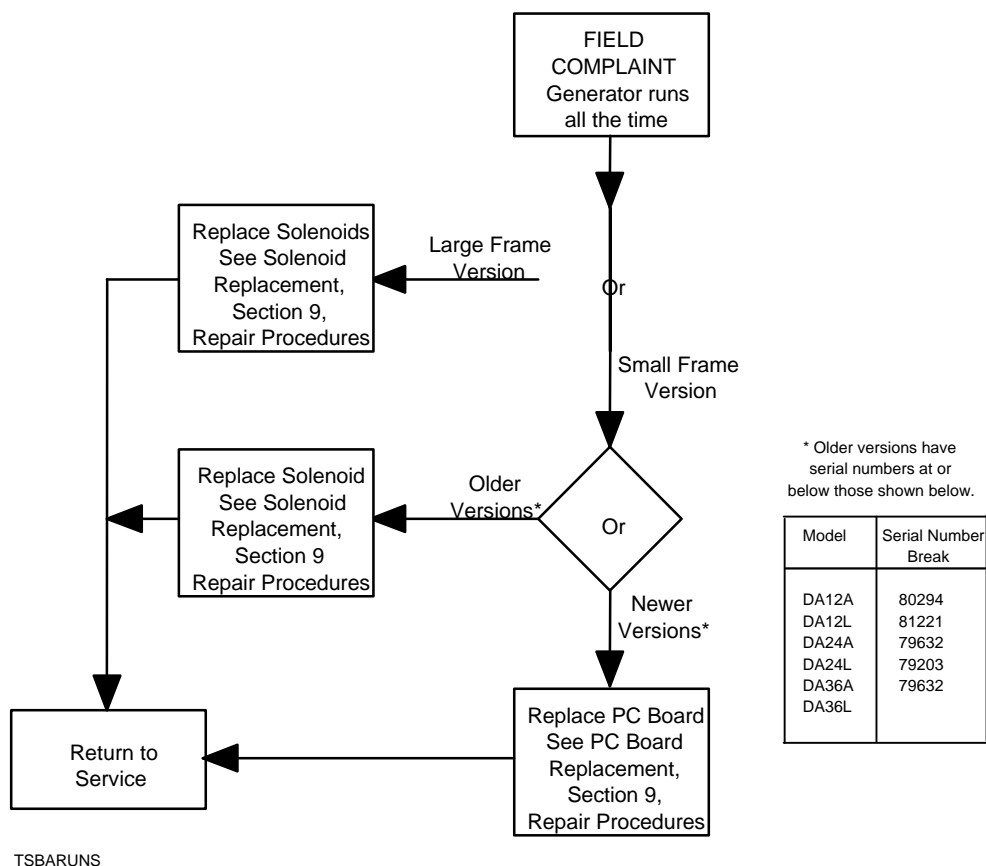 FIELD
COMPLAINT
Generator runs
all the time
Replace Solenoids
See Solenoid
Replacement,
Section 9,
Repair Procedures
Large Frame
Version
Or
Small Frame
Version
Replace Solenoid
See Solenoid
Replacement,
Section 9
Repair Procedures
Older
Versions*
Or
Newer
Versions*
* Older versions have
serial numbers at or
below those shown below.
Model Serial Number
Break
DA12A 80294
DA12L 81221
DA24A 79632
DA24L 79203
DA36A 79632
DA36L
Return to
Service
Replace PC Board
See PC Board
Replacement,
Section 9,
Repair Procedures
TSBARUNS